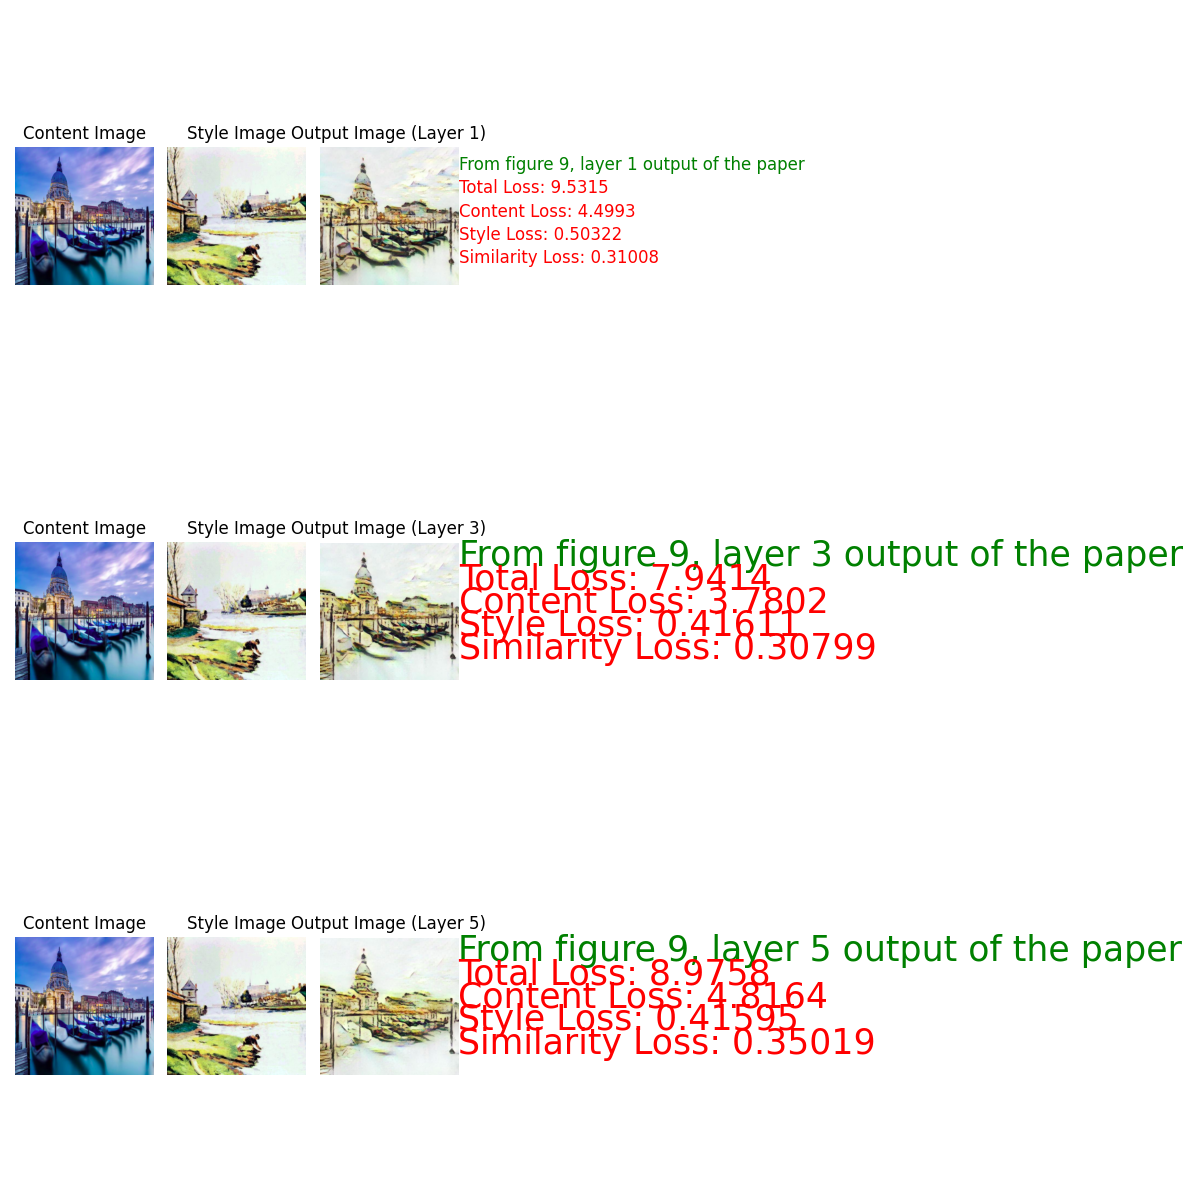 Content Image
Style Image
Output Image (Layer 1)
From figure 9, layer 1 output of the paper
Total Loss: 9.5315
Content Loss: 4.4993
Style Loss: 0.50322
Similarity Loss: 0.31008
Content Image
Style Image
Output Image (Layer 3)
From figure 9, layer 3 output of the paper
Total Loss: 7.9414
Content Loss: 3.7802
Style Loss: 0.41611
Similarity Loss: 0.30799
Content Image
Style Image
Output Image (Layer 5)
From figure 9, layer 5 output of the paper
Total Loss: 8.9758
Content Loss: 4.8164
Style Loss: 0.41595
Similarity Loss: 0.35019